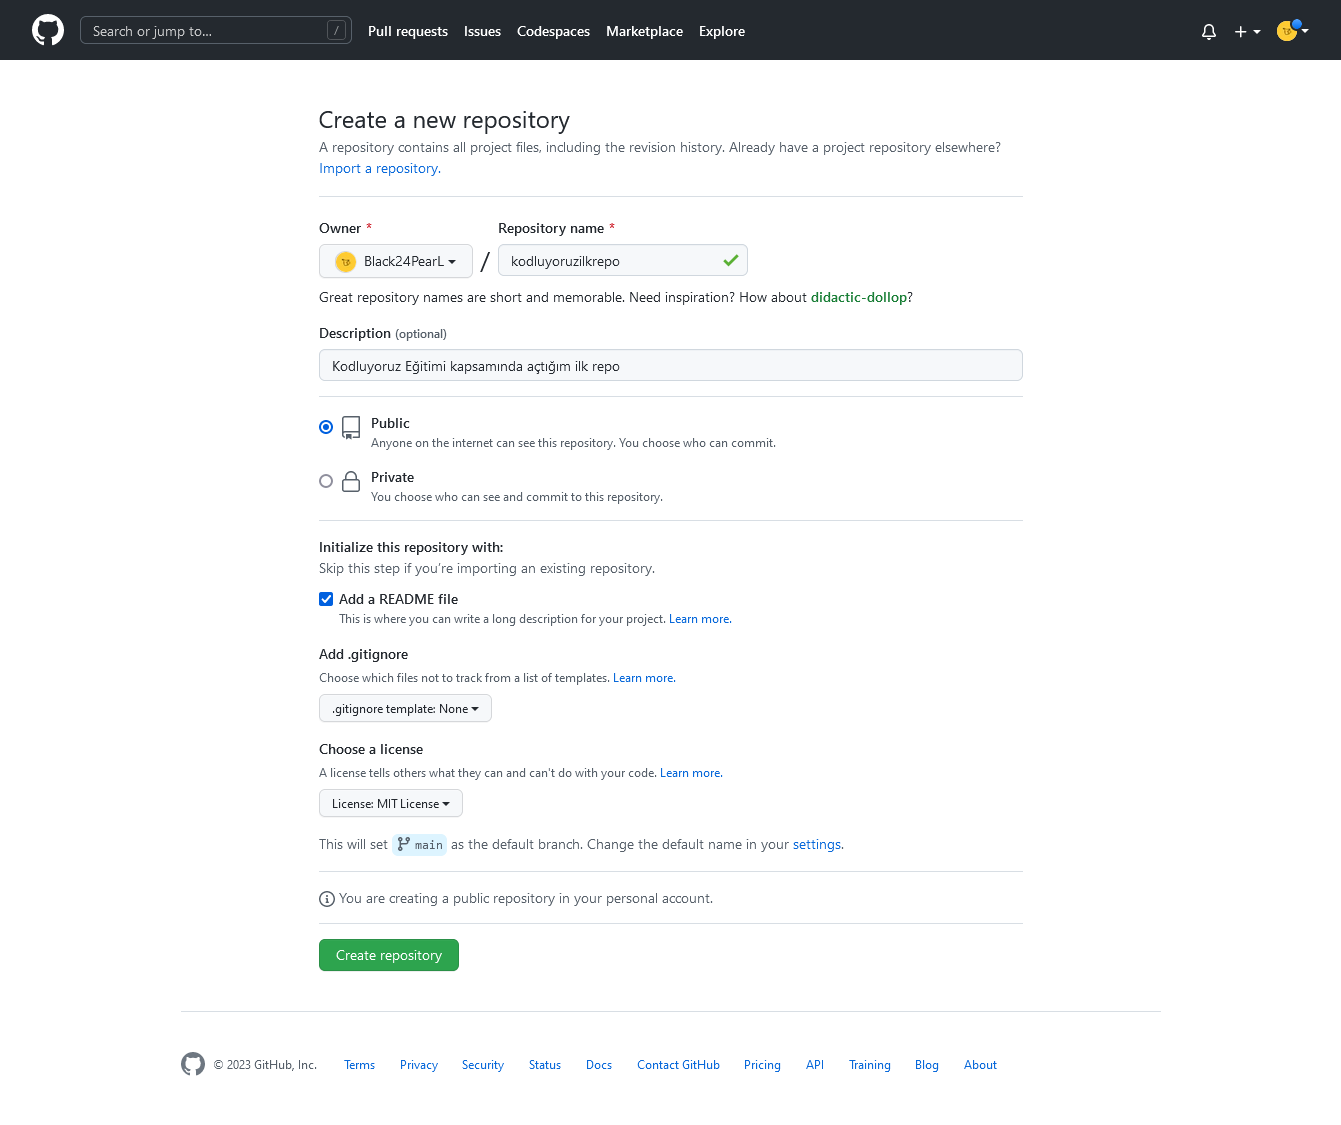 Search or jump to... / Pull requests Issues Codespaces Marketplace Explore
Create a new repository
A repository contains all project files, including the revision history. Already have a project repository elsewhere?
Import a repository.
Owner * Repository name *
Black24PearL / kodluyoruzilkrepo
Great repository names are short and memorable. Need inspiration? How about didactic-dollop?
Description (optional)
Kodluyoruz Eğitimi kapsamında açtığım ilk repo
Public
Anyone on the internet can see this repository. You choose who can commit.
Private
You choose who can see and commit to this repository.
Initialize this repository with:
Skip this step if you're importing an existing repository.
Add a README file
This is where you can write a long description for your project. Learn more.
Add .gitignore
Choose which files not to track from a list of templates. Learn more.
.gitignore template: None
Choose a license
A license tells others what they can and can't do with your code. Learn more.
License: MIT License
This will set main as the default branch. Change the default name in your settings.
You are creating a public repository in your personal account.
Create repository
© 2023 GitHub, Inc. Terms Privacy Security Status Docs Contact GitHub Pricing API Training Blog About